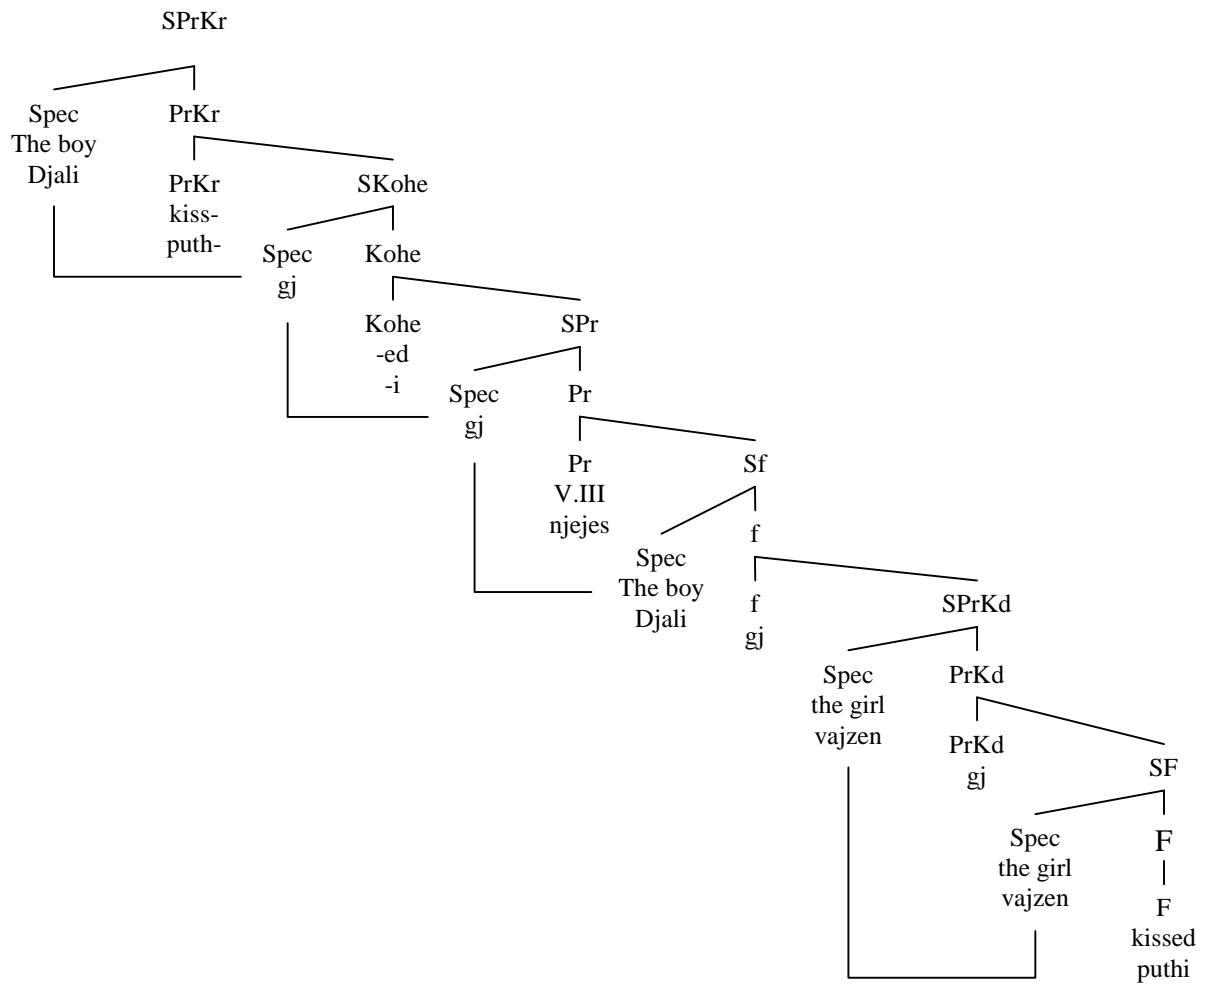 SPrKr
Spec
The boy
Djali
PrKr
PrKr
kiss-
puth-
SKohe
Spec
gj
Kohe
Kohe
-ed
-i
SPr
Spec
gj
Pr
Pr
V.III
njejes
Sf
Spec
The boy
Djali
f
f
gj
SPrKd
Spec
the girl
vajzen
PrKd
PrKd
gj
SF
Spec
the girl
vajzen
F
F
kissed
puthi